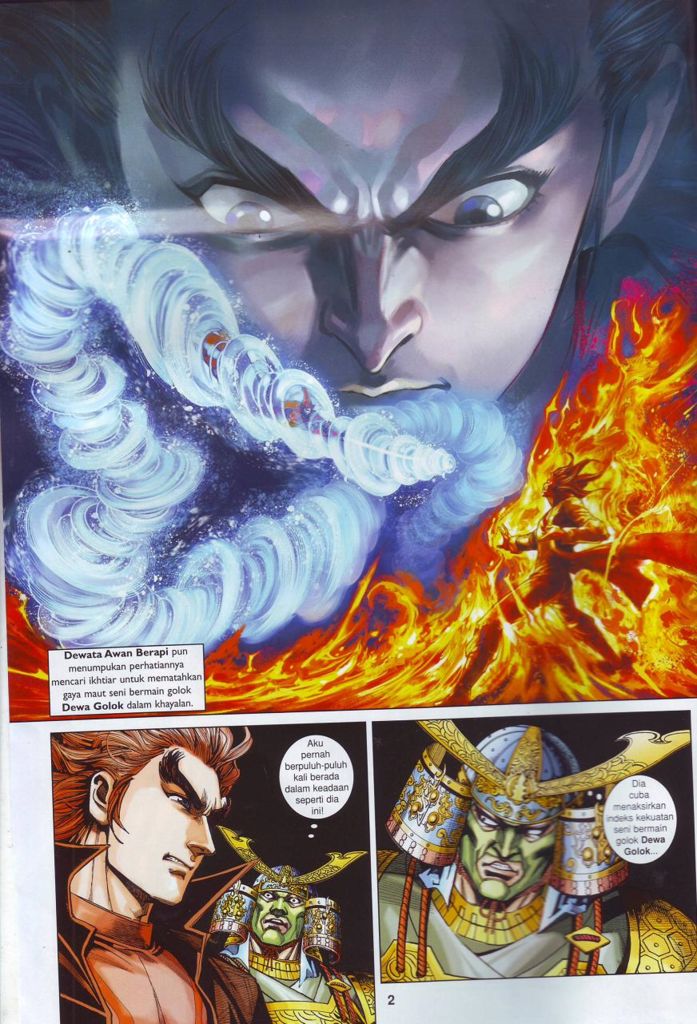 Dewata Awan Berapi pun
menumpukan perhatiannya
mencari ikhtiar untuk mematahkan
gaya maut seni bermain golok
Dewa Golok dalam khayalan.
Aku
pernah
berpuluh-puluh
kali berada
dalam keadaan
seperti dia
ini!
Dia
cuba
menaksirkan
indeks kekuatan
seni bermain
golok Dewa
Golok...
2